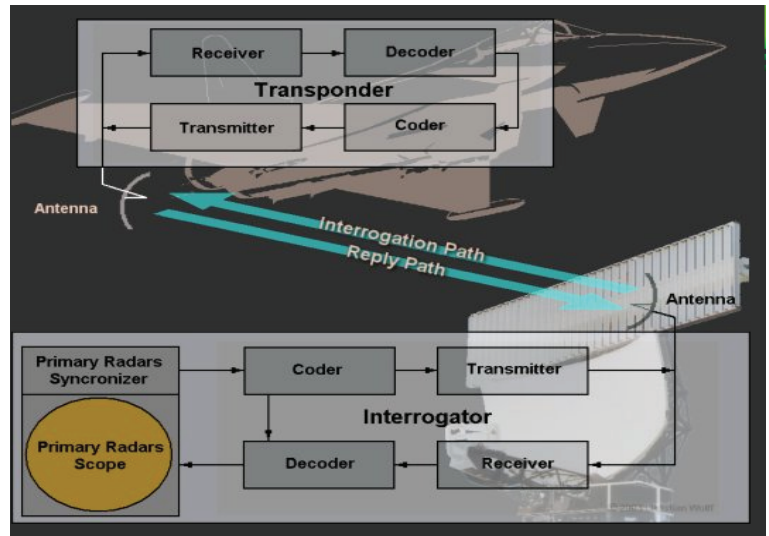 Receiver
Decoder
Transponder
Transmitter
Coder
Antenna
Interrogation Path
Reply Path
Antenna
Primary Radars
Syncronizer
Coder
Transmitter
Interrogator
Primary Radars
Scope
Decoder
Receiver